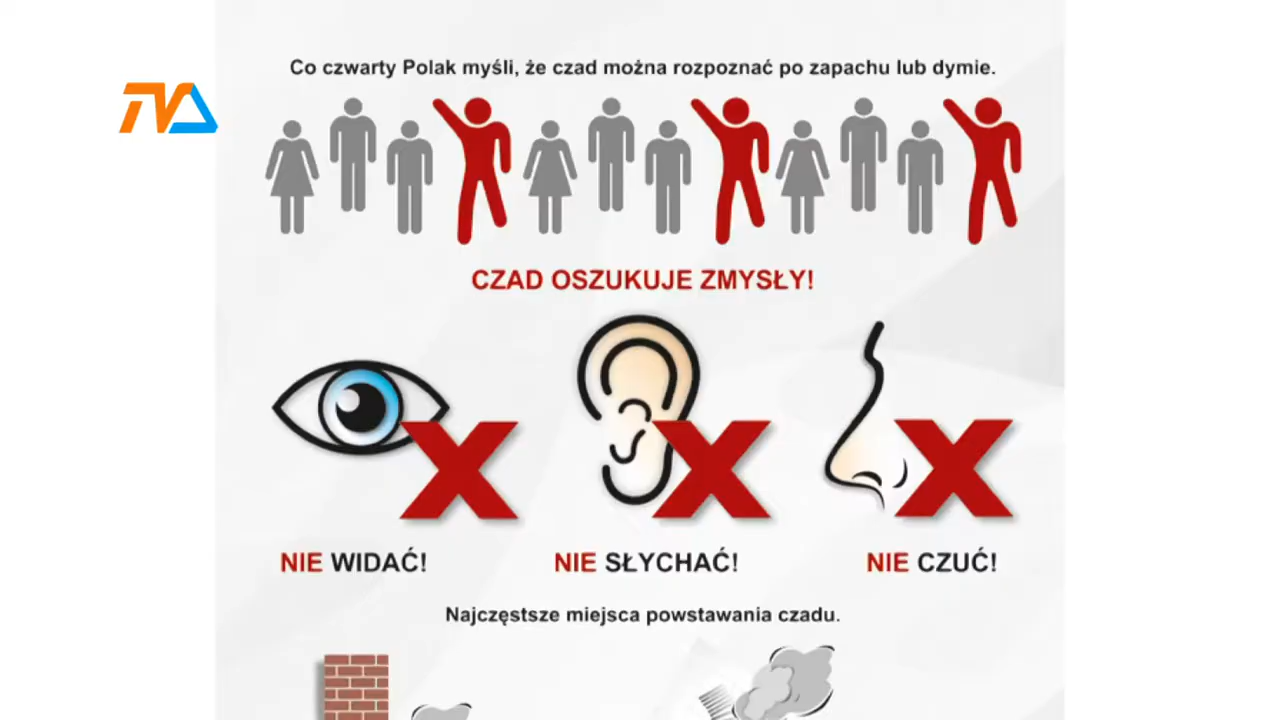 Co czwarty Polak myśli, że czad można rozpoznać po zapachu lub dymie.
TVA
CZAD OSZUKUJE ZMYSŁY!
NIE WIDAĆ! NIE SŁYCHAĆ! NIE CZUĆ!
Najczęstsze miejsca powstawania czadu.